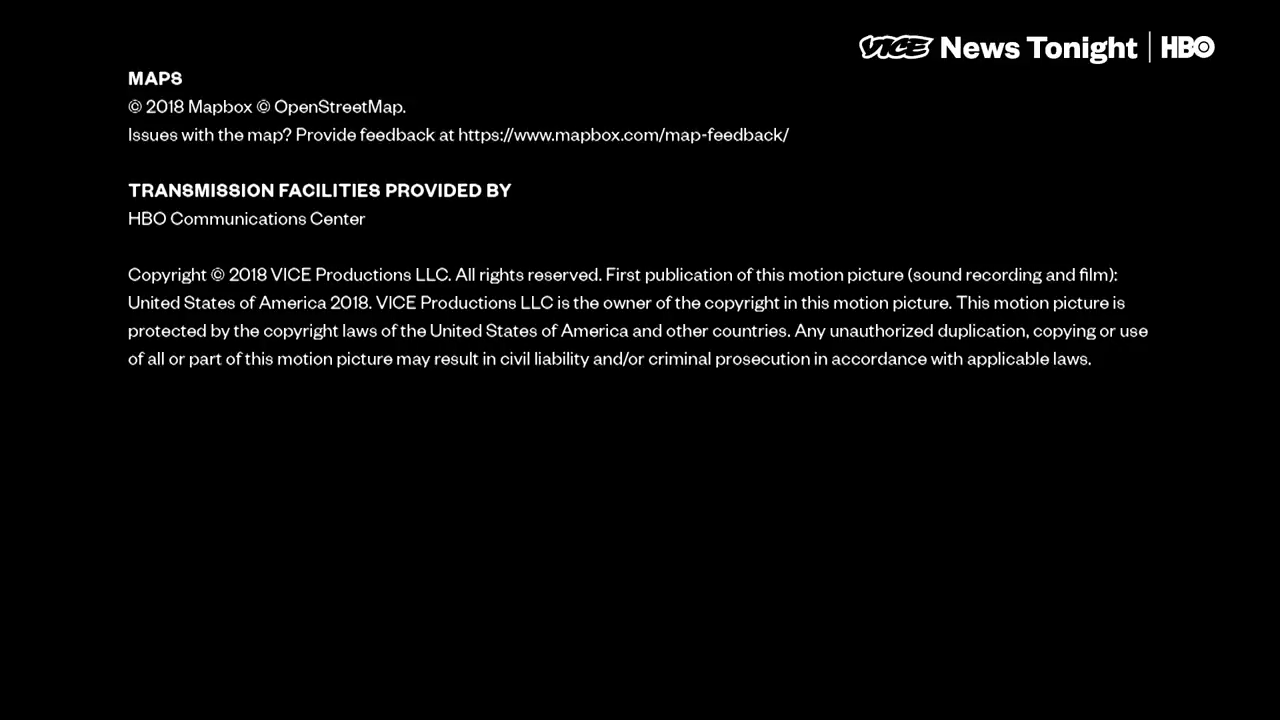 VICE News Tonight | HBO
MAPS
© 2018 Mapbox © OpenStreetMap.
Issues with the map? Provide feedback at https://www.mapbox.com/map-feedback/
TRANSMISSION FACILITIES PROVIDED BY
HBO Communications Center
Copyright © 2018 VICE Productions LLC. All rights reserved. First publication of this motion picture (sound recording and film):
United States of America 2018. VICE Productions LLC is the owner of the copyright in this motion picture. This motion picture is
protected by the copyright laws of the United States of America and other countries. Any unauthorized duplication, copying or use
of all or part of this motion picture may result in civil liability and/or criminal prosecution in accordance with applicable laws.